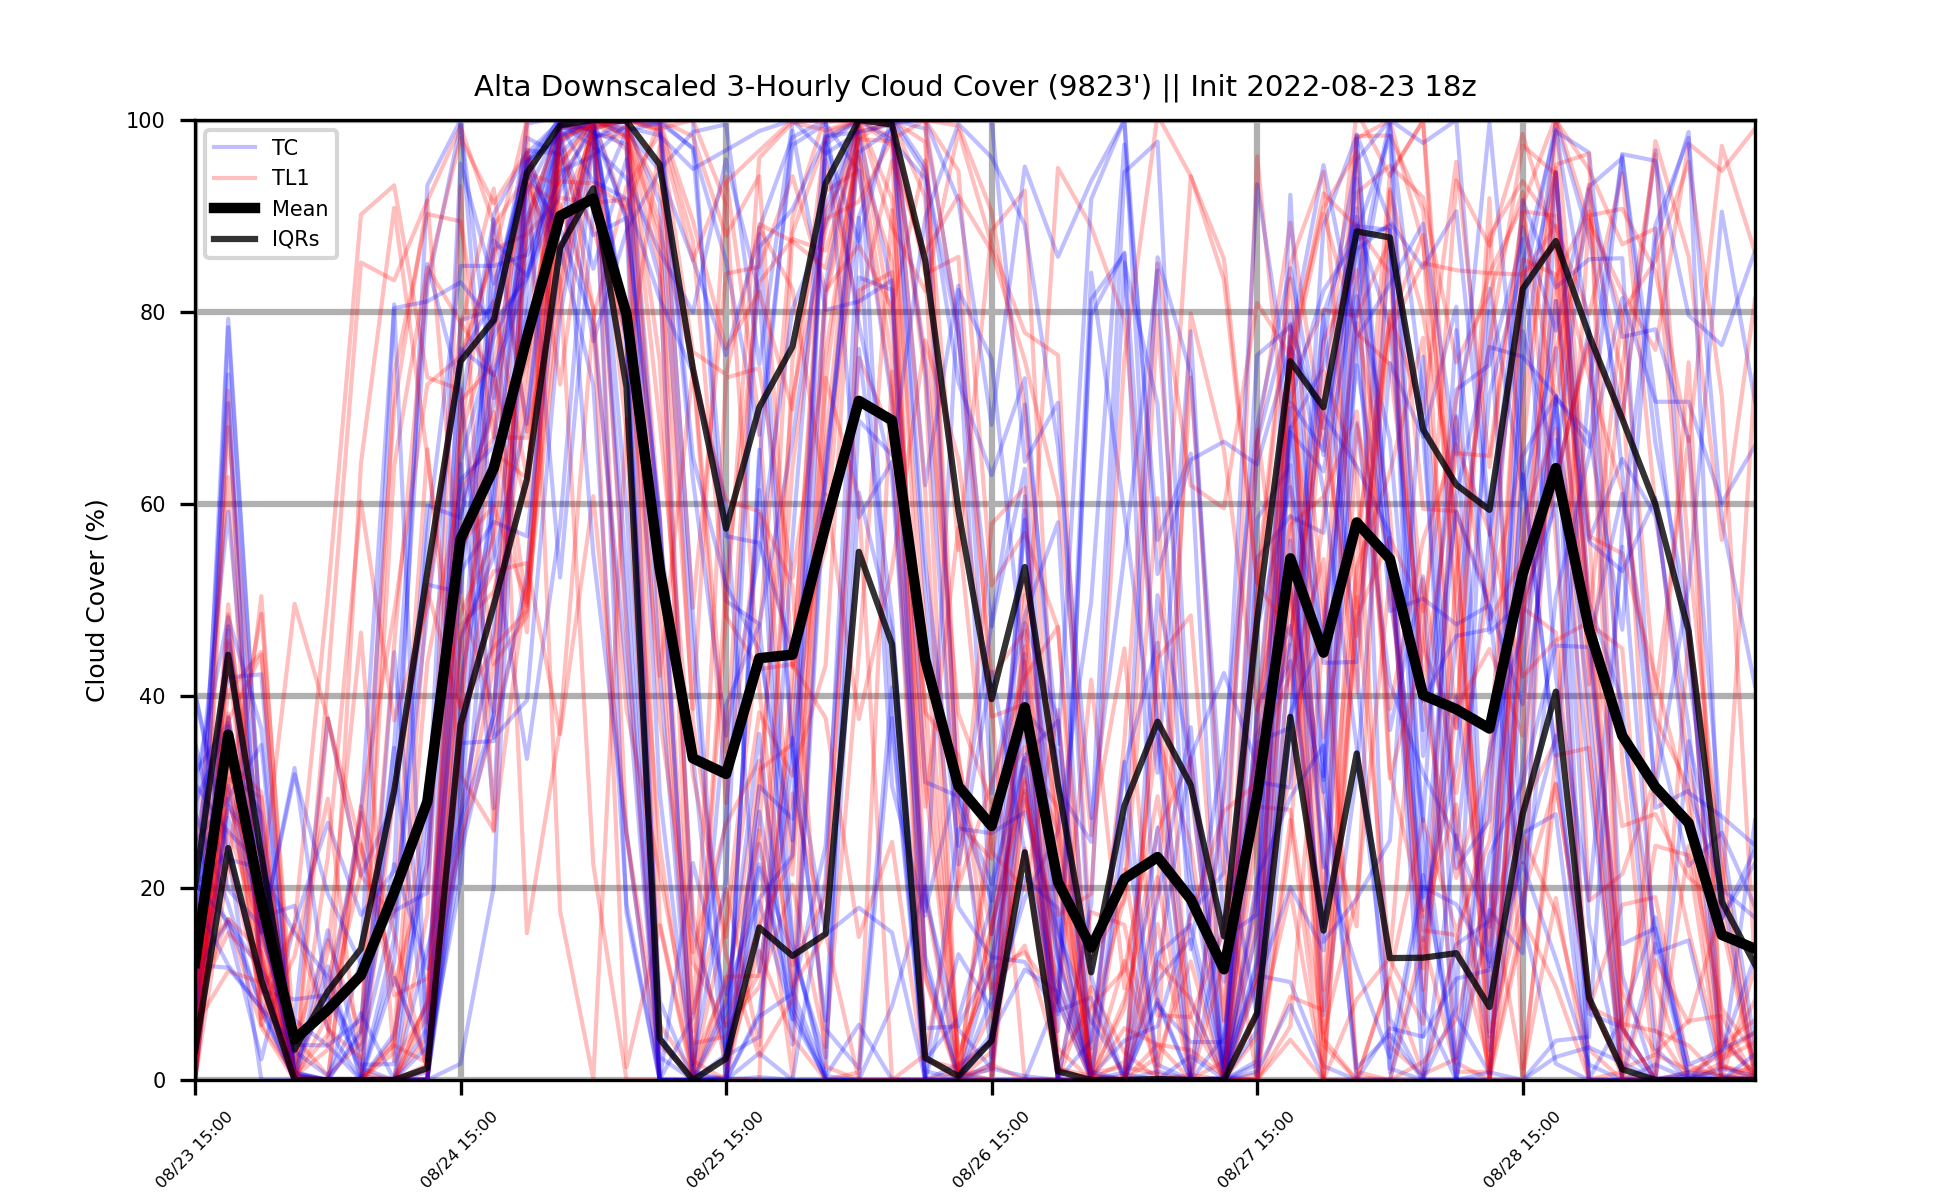 Alta Downscaled 3-Hourly Cloud Cover (9823') || Init 2022-08-23 18z
Cloud Cover (%)
100
80
60
40
20
0
TC
TL1
Mean
IQRs
08/23 15:00
08/24 15:00
08/25 15:00
08/26 15:00
08/27 15:00
08/28 15:00